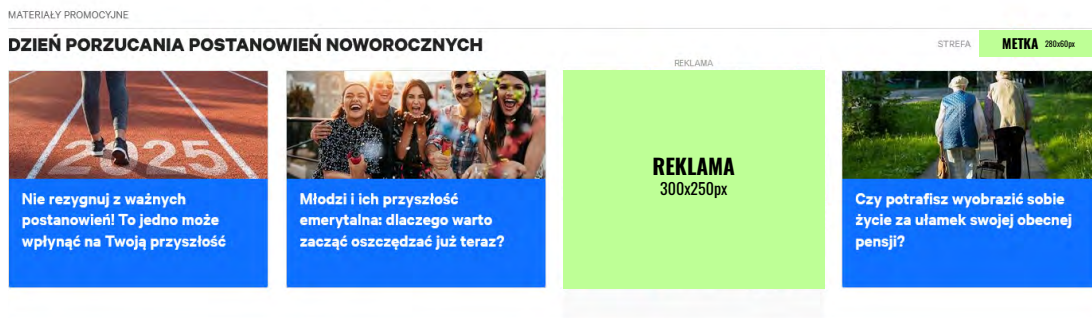 MATERIAŁY PROMOCYJNE
DZIEŃ PORZUCANIA POSTANOWIEŃ NOWOROCZNYCH
STREFA
METKA 280x60px
REKLAMA
2025
Nie rezygnuj z ważnych
postanowień! To jedno może
wpłynąć na Twoją przyszłość
Młodzi i ich przyszłość
emerytalna: dlaczego warto
zacząć oszczędzać już teraz?
REKLAMA
300x250px
Czy potrafisz wyobrazić sobie
życie za ułamek swojej obecnej
pensji?